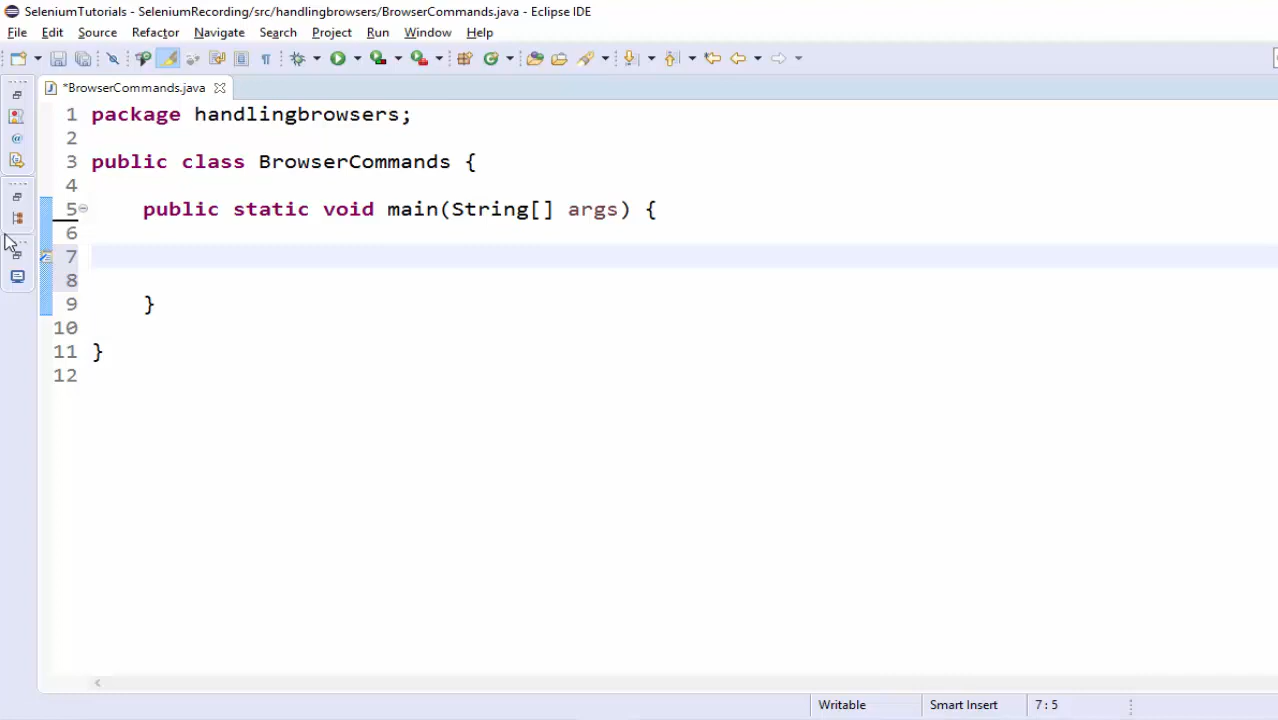 SeleniumTutorials - SeleniumRecording/src/handlingbrowsers/BrowserCommands.java - Eclipse IDE
File Edit Source Refactor Navigate Search Project Run Window Help
*BrowserCommands.java
1 package handlingbrowsers;
2
3 public class BrowserCommands {
4
5 public static void main(String[] args) {
6
7
8
9 }
10
11 }
12
Writable Smart Insert 7 : 5